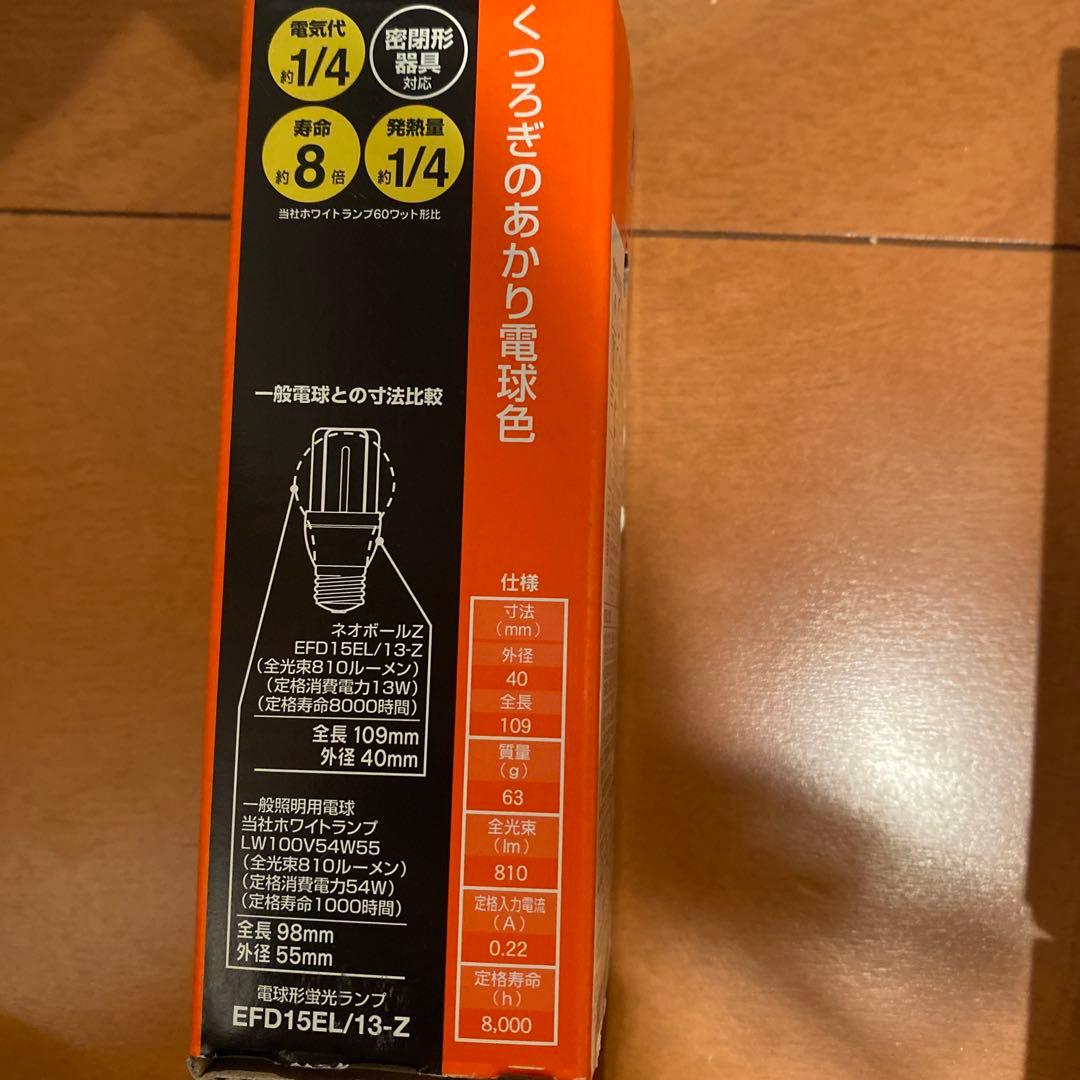 電気代
約1/4
密閉形
器具
対応
寿命
約8倍
発熱量
約1/4
当社ホワイトランプ60ワット形比
くつろぎのあかり電球色
一般電球との寸法比較
ネオボールZ
EFD15EL/13-Z
(全光束810ルーメン)
(定格消費電力13W)
(定格寿命8000時間)
全長 109mm
外径 40mm
一般照明用電球
当社ホワイトランプ
LW100V54W55
(全光束810ルーメン)
(定格消費電力54W)
(定格寿命1000時間)
全長 98mm
外径 55mm
電球形蛍光ランプ
EFD15EL/13-Z
仕様
寸法
(mm)
外径
40
全長
109
質量
(g)
63
全光束
(lm)
810
定格入力電流
(A)
0.22
定格寿命
(h)
8,000